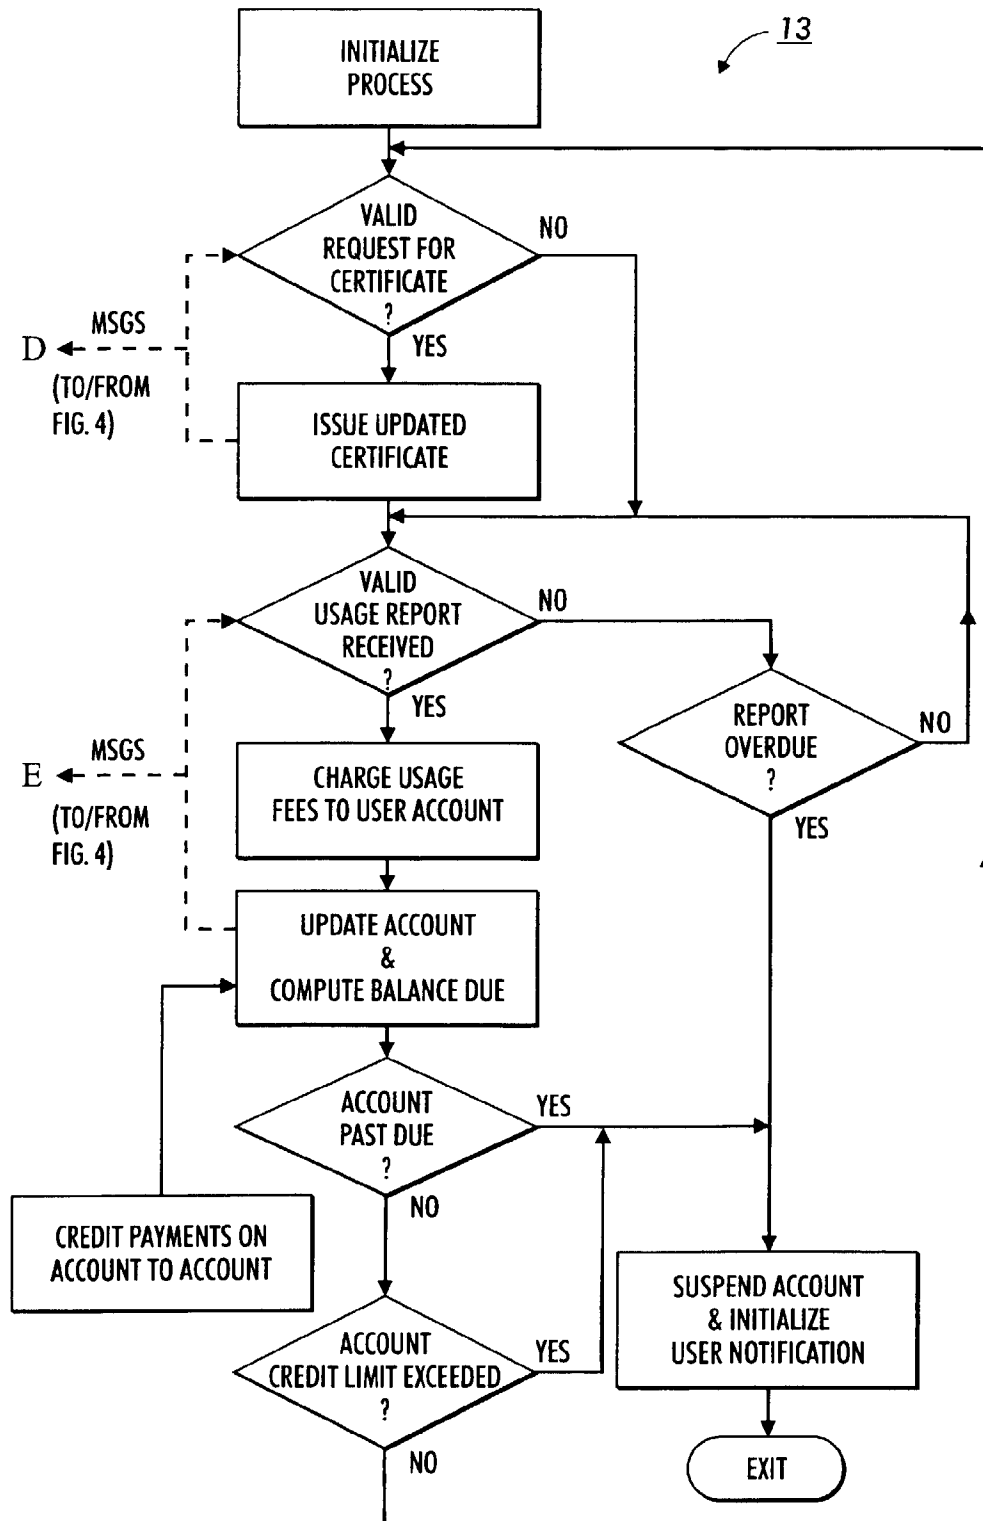 INITIALIZE
PROCESS
13
VALID
REQUEST FOR
CERTIFICATE
?
NO
YES
D
MSGS
(TO/FROM
FIG. 4)
ISSUE UPDATED
CERTIFICATE
VALID
USAGE REPORT
RECEIVED
?
NO
YES
REPORT
OVERDUE
?
NO
YES
E
MSGS
(TO/FROM
FIG. 4)
CHARGE USAGE
FEES TO USER ACCOUNT
UPDATE ACCOUNT
&
COMPUTE BALANCE DUE
ACCOUNT
PAST DUE
?
YES
NO
CREDIT PAYMENTS ON
ACCOUNT TO ACCOUNT
SUSPEND ACCOUNT
& INITIALIZE
USER NOTIFICATION
ACCOUNT
CREDIT LIMIT EXCEEDED
?
YES
NO
EXIT